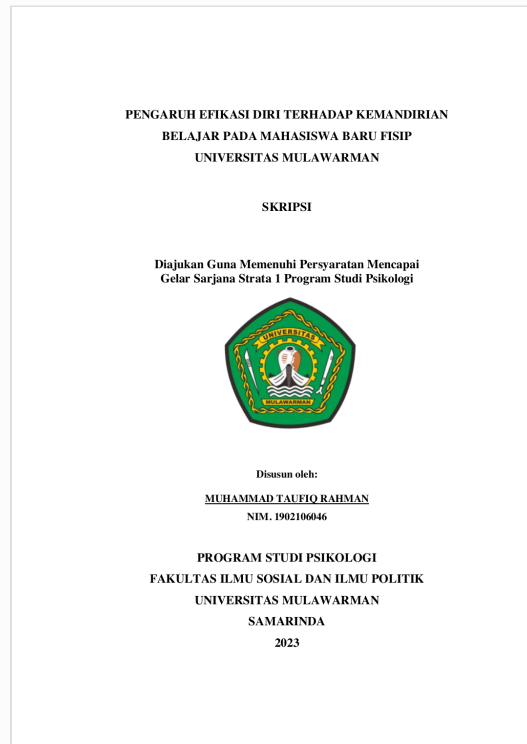 PENGARUH EFIKASI DIRI TERHADAP KEMANDIRIAN
BELAJAR PADA MAHASISWA BARU FISIP
UNIVERSITAS MULAWARMAN
SKRIPSI
Diajukan Guna Memenuhi Persyaratan Mencapai
Gelar Sarjana Strata 1 Program Studi Psikologi
UNIVERSITAS
MULAWARMAN
Disusun oleh:
MUHAMMAD TAUFIQ RAHMAN
NIM. 1902106046
PROGRAM STUDI PSIKOLOGI
FAKULTAS ILMU SOSIAL DAN ILMU POLITIK
UNIVERSITAS MULAWARMAN
SAMARINDA
2023